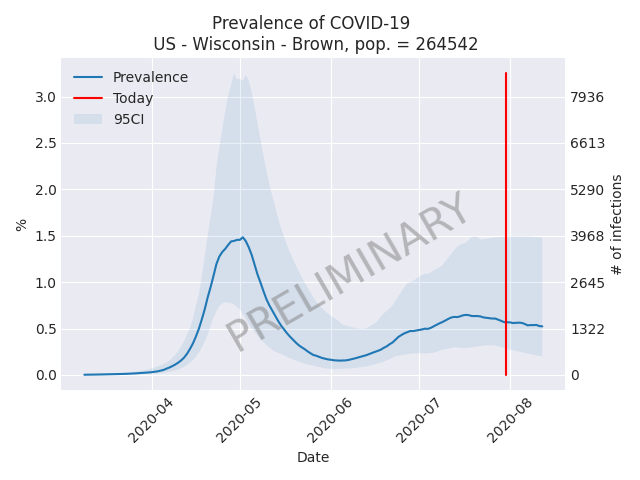 Prevalence of COVID-19
US - Wisconsin - Brown, pop. = 264542
Prevalence
Today
95CI
3.0
2.5
2.0
1.5
1.0
0.5
0.0
%
7936
6613
5290
3968
2645
1322
0
# of infections
PRELIMINARY
2020-04
2020-05
2020-06
2020-07
2020-08
Date